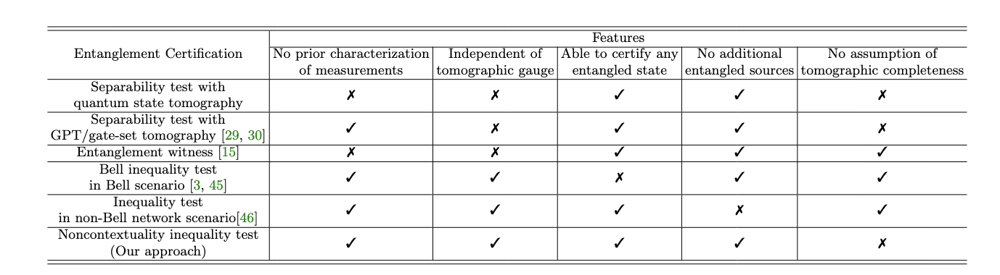 Features
Entanglement Certification
No prior characterization
of measurements
Independent of
tomographic gauge
Able to certify any
entangled state
No additional
entangled sources
No assumption of
tomographic completeness
Separability test with
quantum state tomography
✗ ✗ ✓ ✓ ✗
Separability test with
GPT/gate-set tomography [29, 30]
✓ ✗ ✓ ✓ ✗
Entanglement witness [15]
✗ ✗ ✓ ✓ ✓
Bell inequality test
in Bell scenario [3, 45]
✓ ✓ ✗ ✓ ✓
Inequality test
in non-Bell network scenario[46]
✓ ✓ ✓ ✗ ✓
Noncontextuality inequality test
(Our approach)
✓ ✓ ✓ ✓ ✗